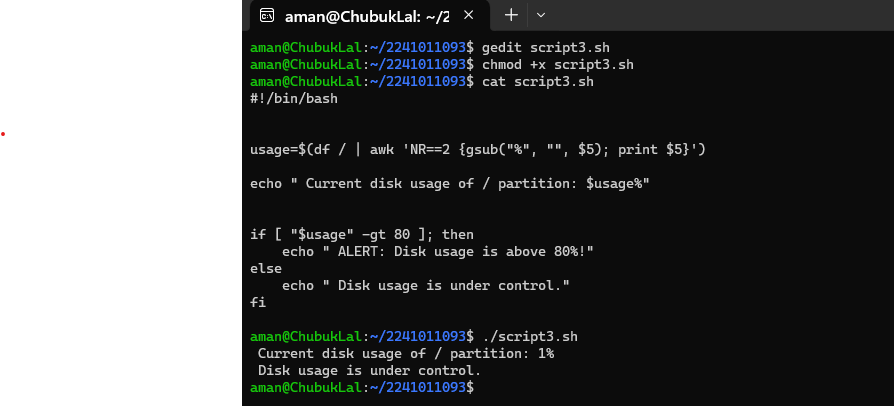 aman@ChubukLal: ~/2
aman@ChubukLal:~/2241011093$ gedit script3.sh
aman@ChubukLal:~/2241011093$ chmod +x script3.sh
aman@ChubukLal:~/2241011093$ cat script3.sh
#!/bin/bash
usage=$(df / | awk 'NR==2 {gsub("%", "", $5); print $5}')
echo " Current disk usage of / partition: $usage%"
if [ "$usage" -gt 80 ]; then
    echo " ALERT: Disk usage is above 80%!"
else
    echo " Disk usage is under control."
fi
aman@ChubukLal:~/2241011093$ ./script3.sh
 Current disk usage of / partition: 1%
 Disk usage is under control.
aman@ChubukLal:~/2241011093$